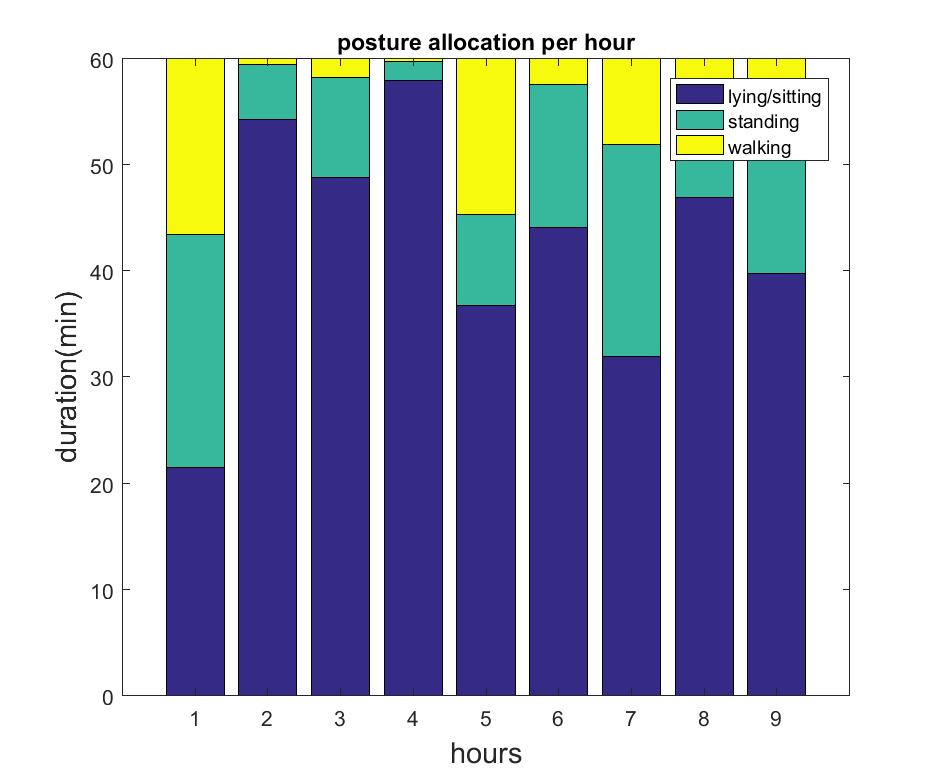 posture allocation per hour
60
50
40
30
20
10
0
duration(min)
lying/sitting
standing
walking
1 2 3 4 5 6 7 8 9
hours